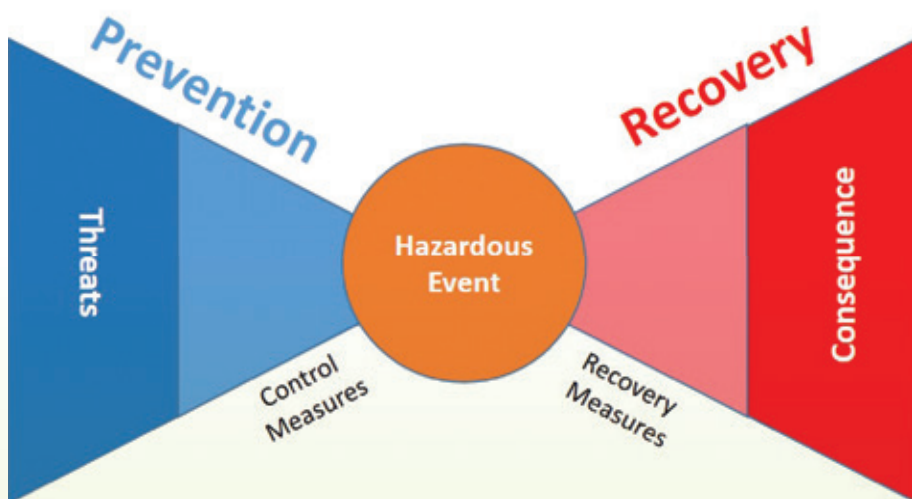 Prevention
Recovery
Threats
Hazardous
Event
Consequence
Control
Measures
Recovery
Measures